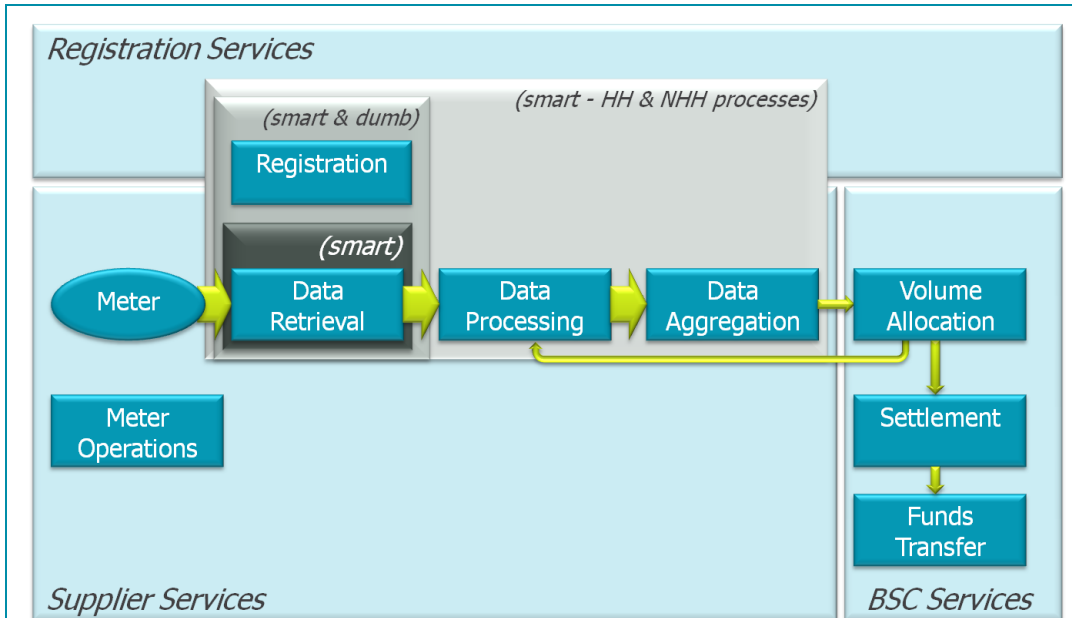 Registration Services
(smart - HH & NHH processes)
(smart & dumb)
Registration
(smart)
Meter
Data
Retrieval
Data
Processing
Data
Aggregation
Volume
Allocation
Meter
Operations
Settlement
Funds
Transfer
Supplier Services
BSC Services